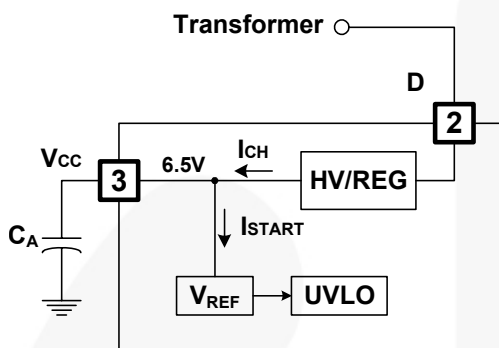 Transformer
D
2
VCC
3
6.5V
ICH
HV/REG
CA
ISTART
VREF
UVLO